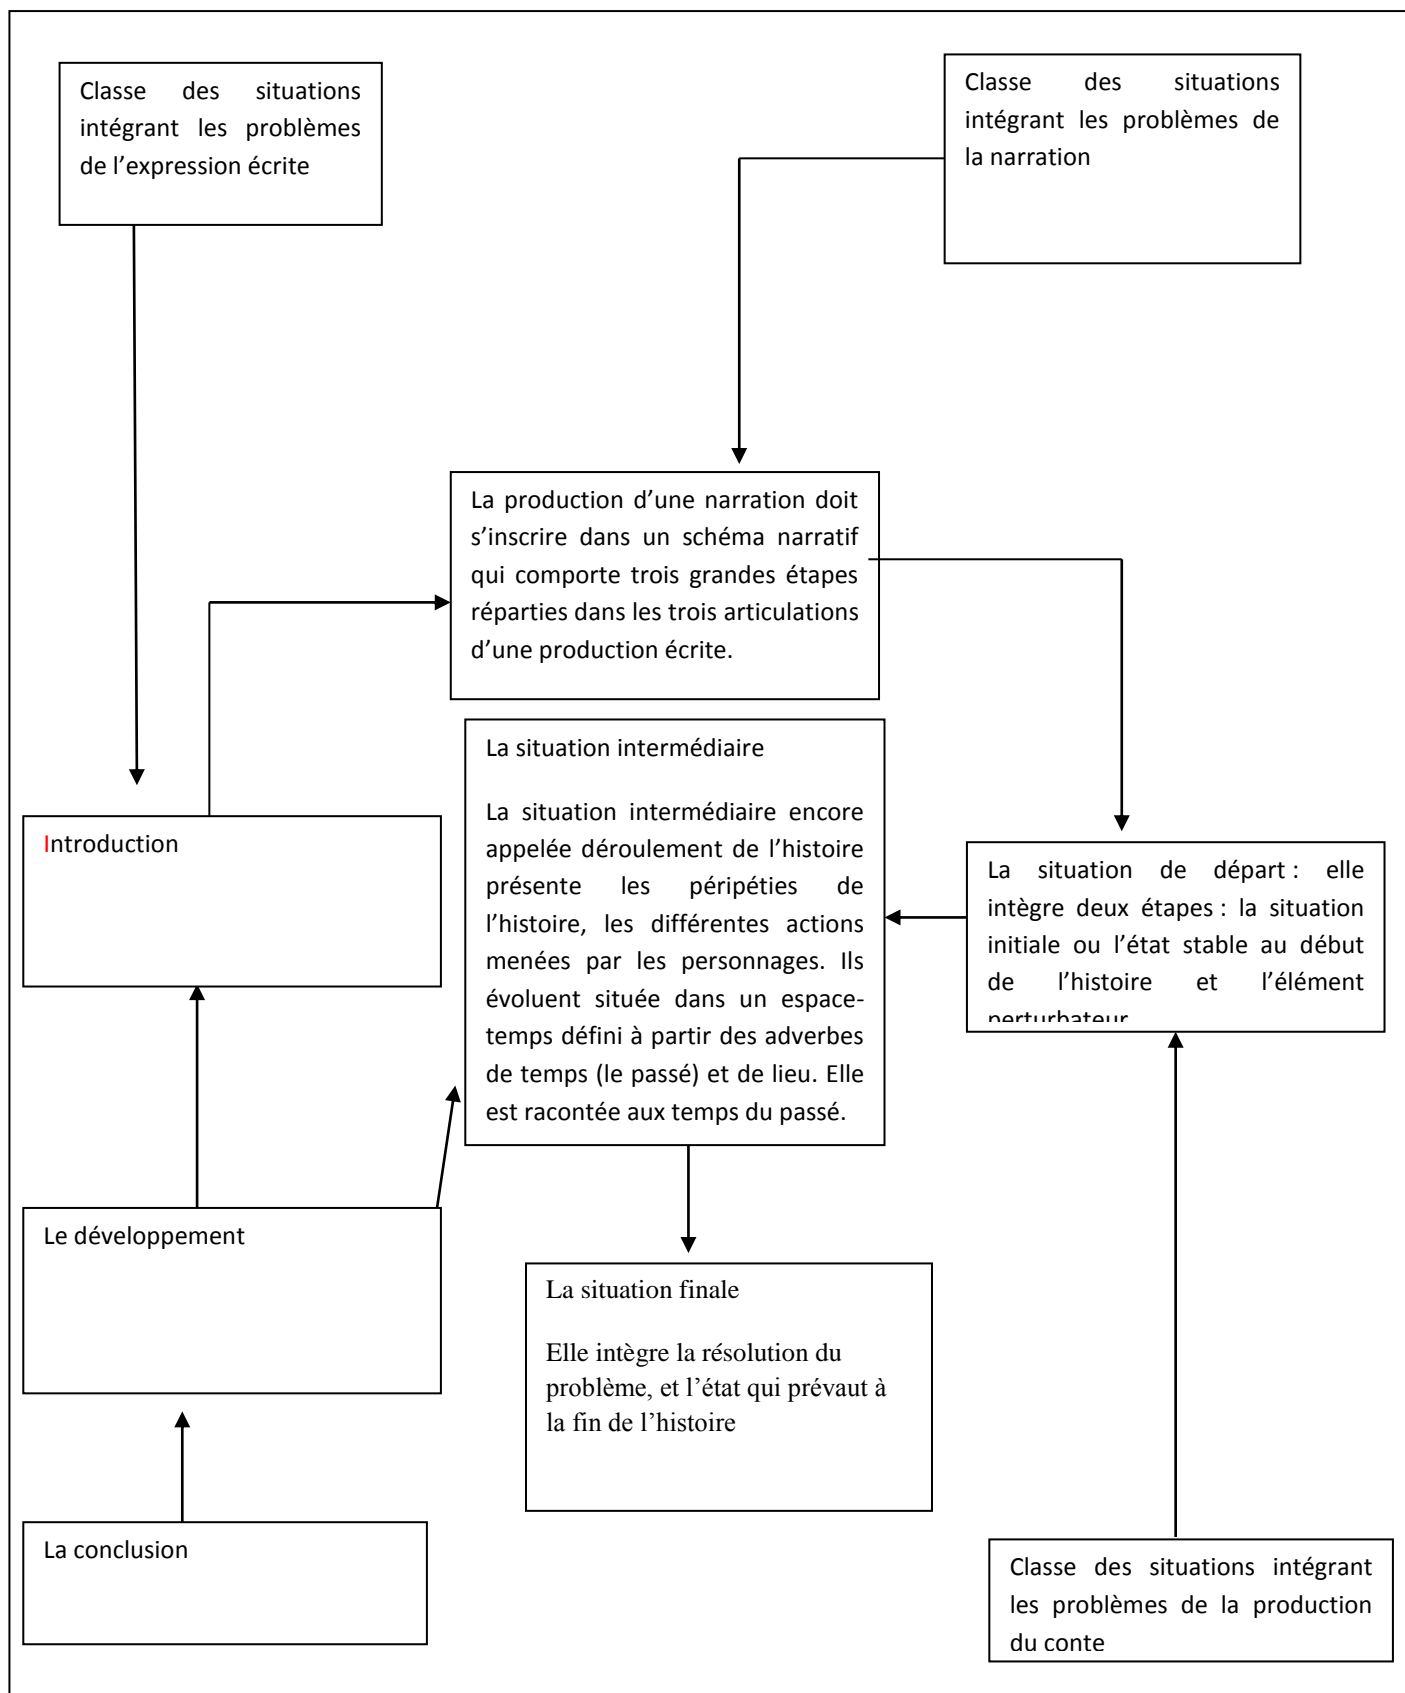 Classe des situations
intégrant les problèmes
de l’expression écrite
Classe des situations
intégrant les problèmes de
la narration
La production d’une narration doit
s’inscrire dans un schéma narratif
qui comporte trois grandes étapes
réparties dans les trois articulations
d’une production écrite.
La situation intermédiaire
La situation intermédiaire encore
appelée déroulement de l’histoire
présente les péripéties de
l’histoire, les différentes actions
menées par les personnages. Ils
évoluent située dans un espace-
temps défini à partir des adverbes
de temps (le passé) et de lieu. Elle
est racontée aux temps du passé.
Introduction
La situation de départ : elle
intègre deux étapes : la situation
initiale ou l’état stable au début
de l’histoire et l’élément
perturbateur
Le développement
La situation finale
Elle intègre la résolution du
problème, et l’état qui prévaut à
la fin de l’histoire
La conclusion
Classe des situations intégrant
les problèmes de la production
du conte